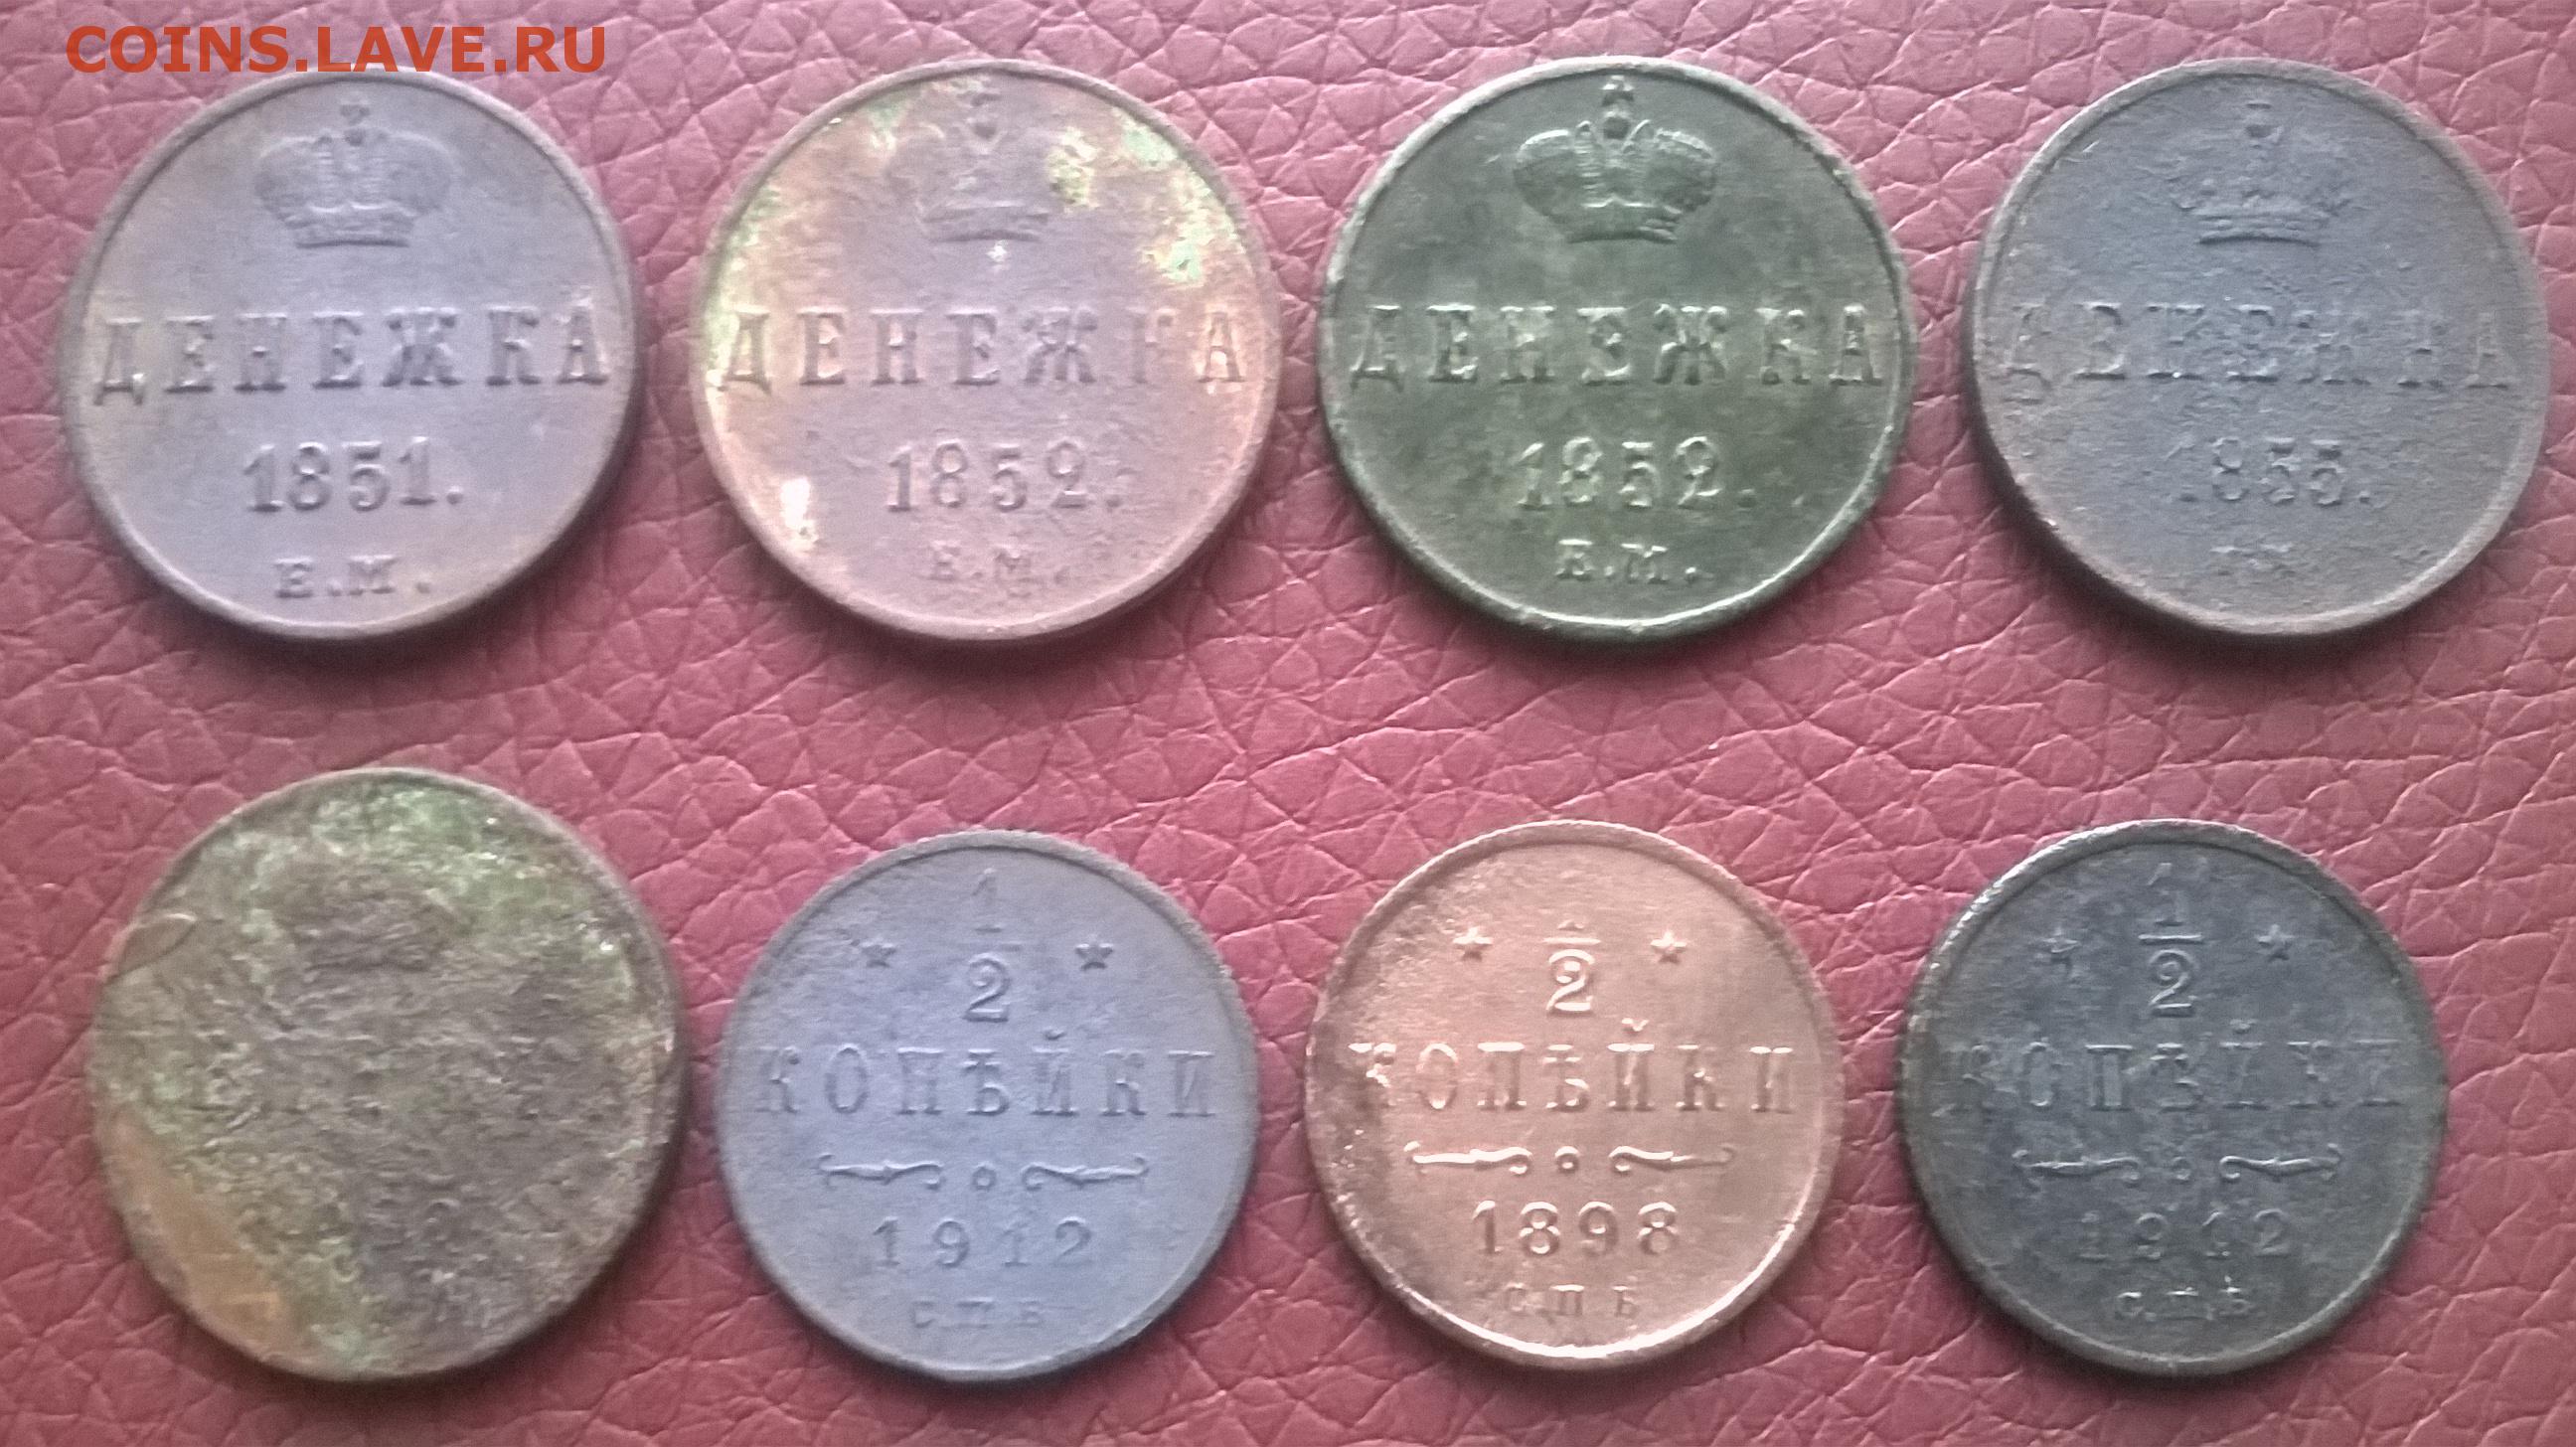 COINS.LAVE.RU
ДЕНЕЖКА
1851.
Е.М.
ДЕНЕЖКА
1852.
Е.М.
ДЕНЕЖКА
1852.
Е.М.
ДЕНЕЖКА
1855.
1/2
КОПѢЙКИ
1912
С.П.Б
1/2
КОПѢЙКИ
1898
С.П.Б
1/2
КОПѢЙКИ
1912
С.П.Б